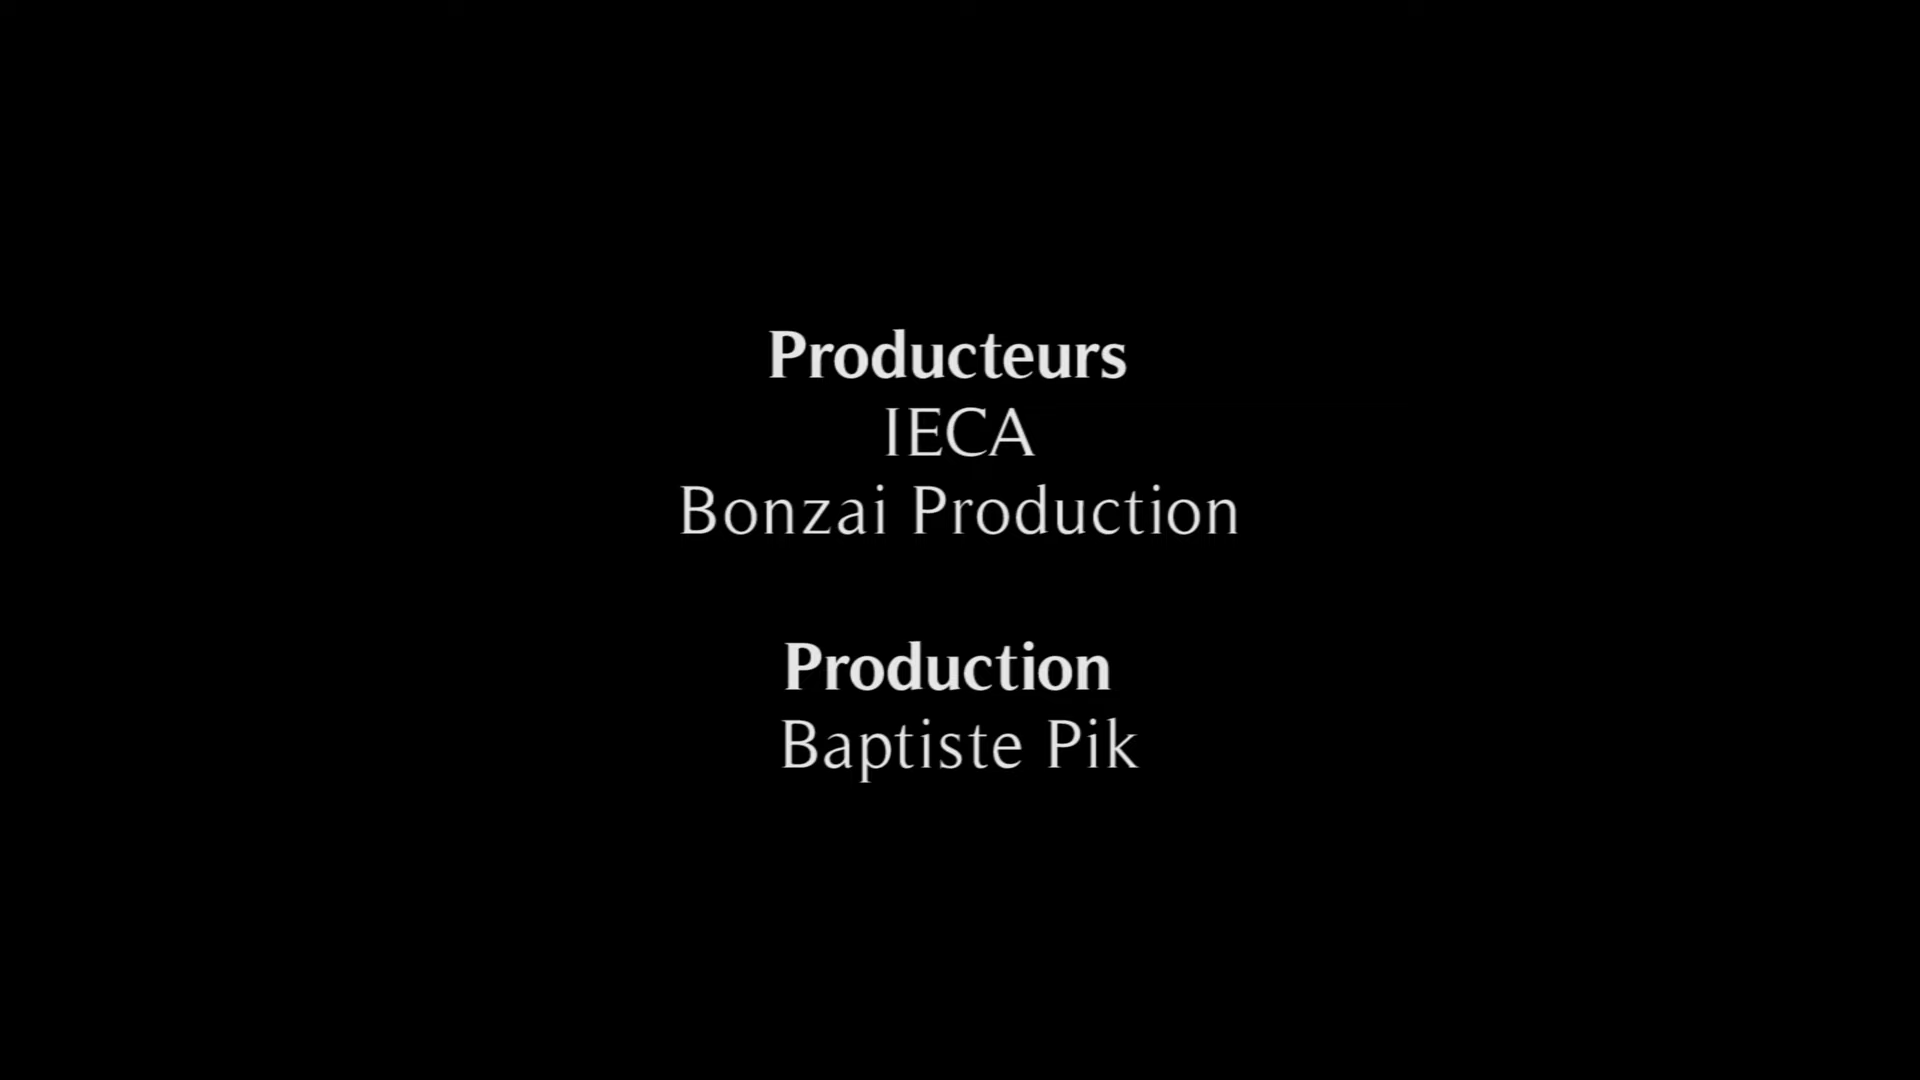 Producteurs
IECA
Bonzai Production
Production
Baptiste Pik